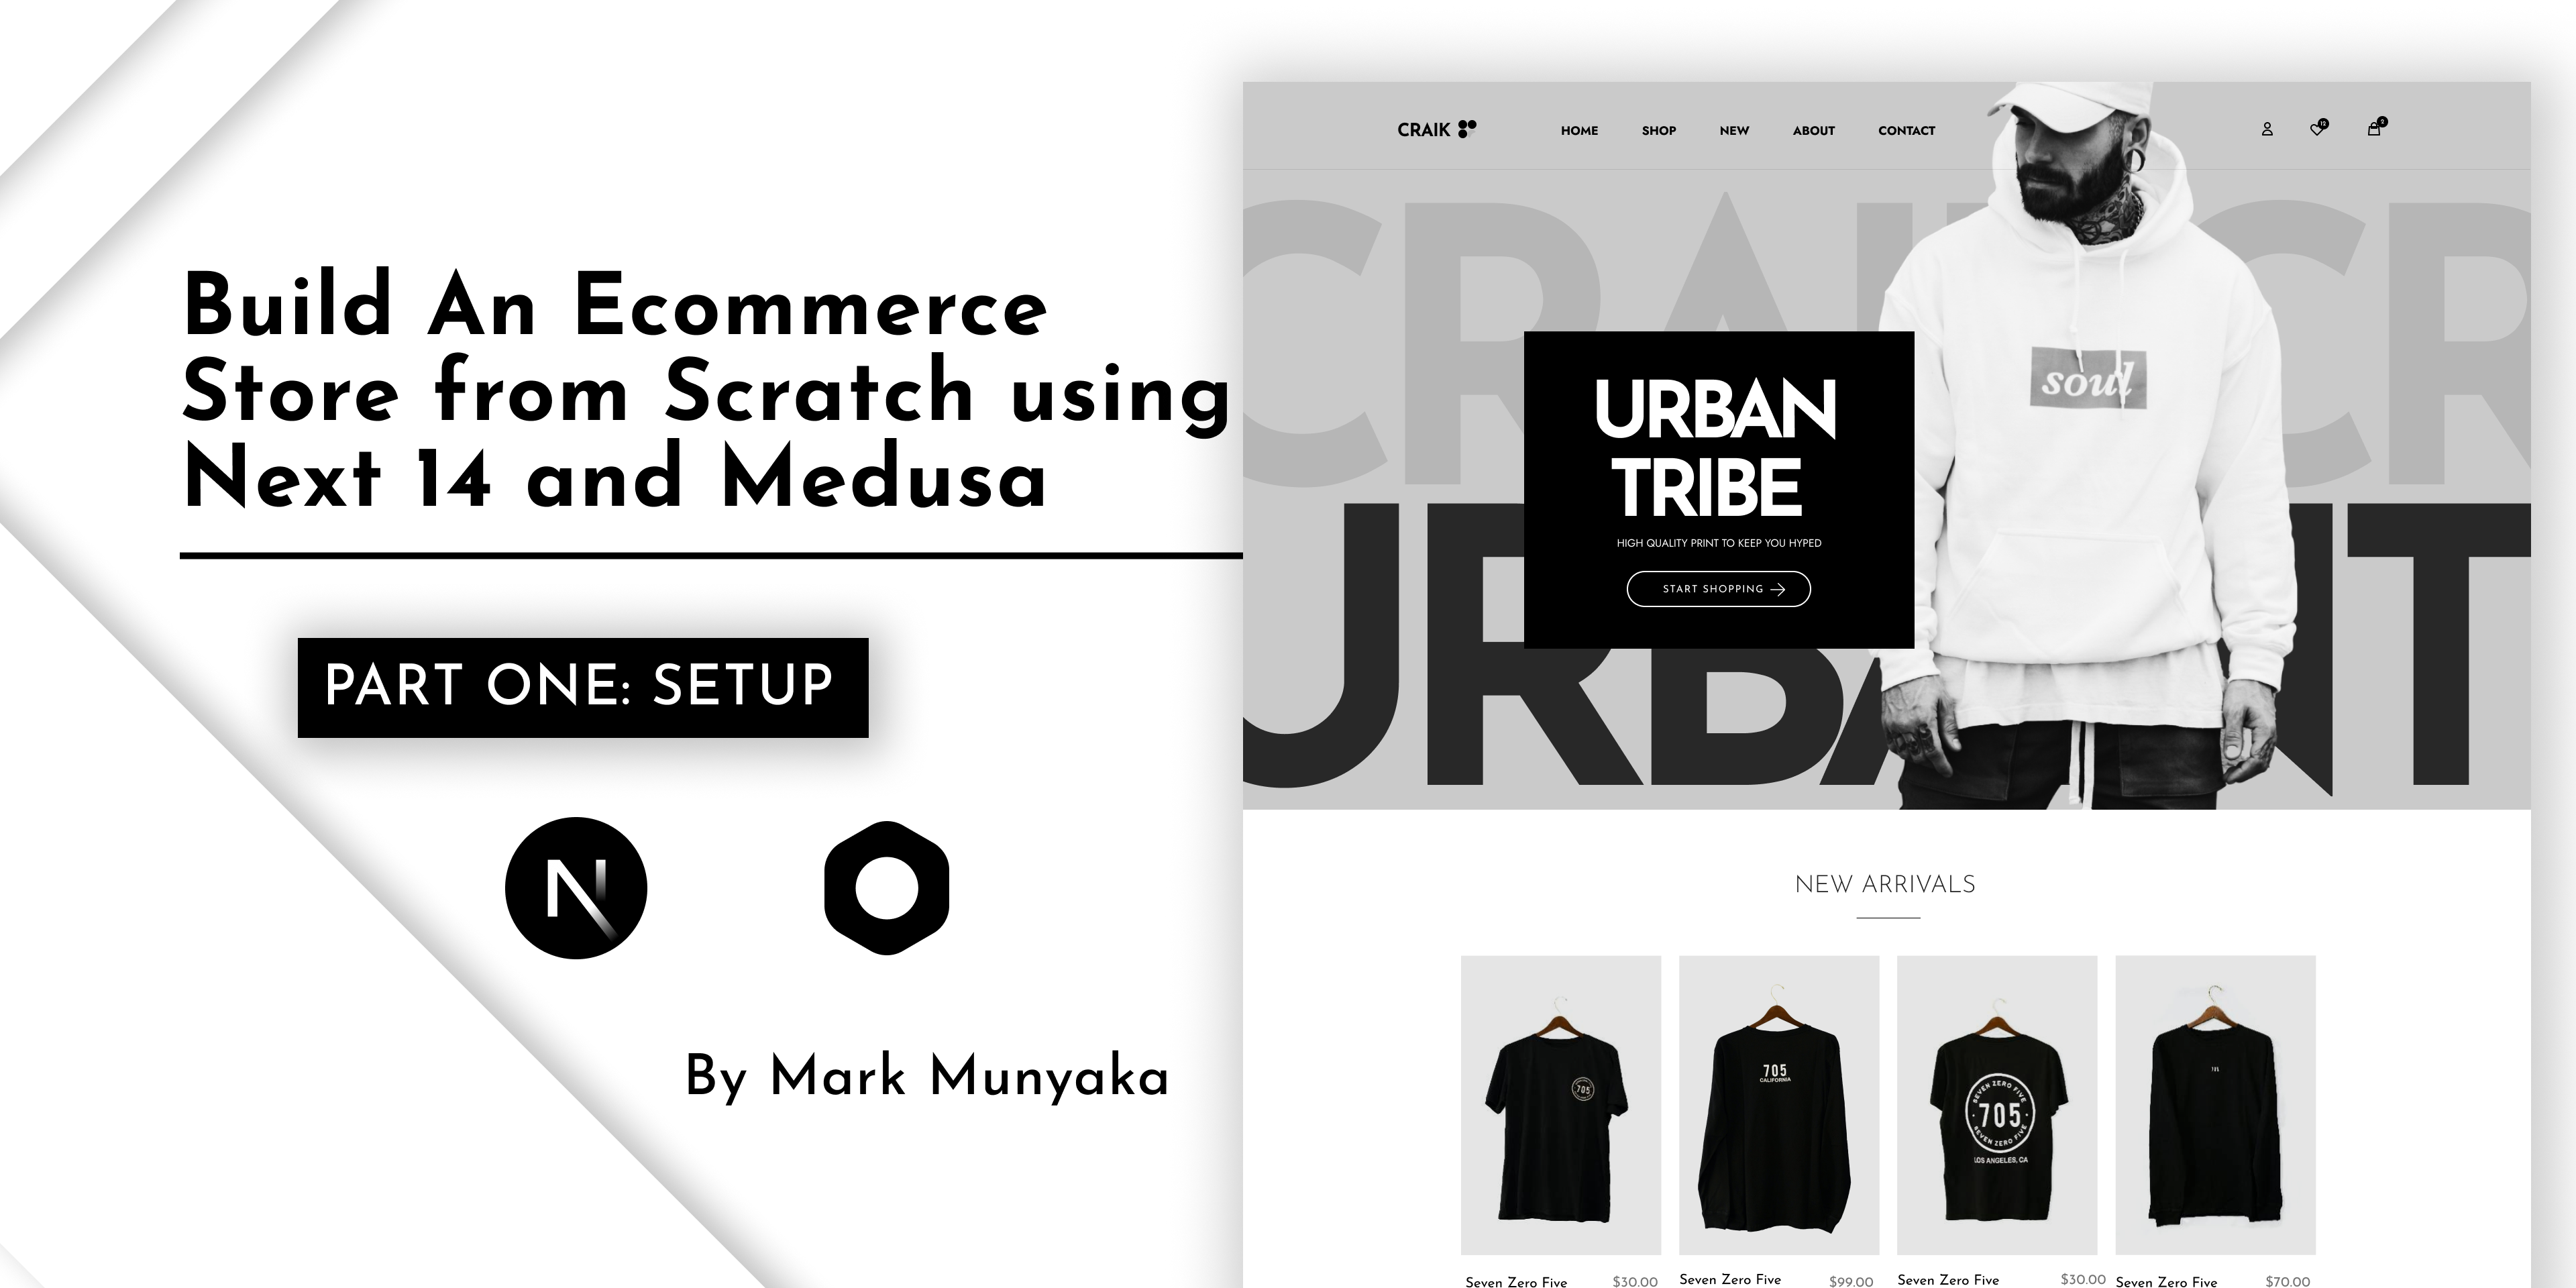 Build An Ecommerce
Store from Scratch using
Next 14 and Medusa
PART ONE: SETUP
N
By Mark Munyaka
CRAIK
HOME SHOP NEW ABOUT CONTACT
12
2
CRAIK CR
URBAN T
soul
URBAN
TRIBE
HIGH QUALITY PRINT TO KEEP YOU HYPED
START SHOPPING
NEW ARRIVALS
705
705
CALIFORNIA
SEVEN ZERO FIVE
705
SEVEN ZERO FIVE
LOS ANGELES, CA
705
Seven Zero Five $30.00
Seven Zero Five $99.00
Seven Zero Five $30.00
Seven Zero Five $70.00